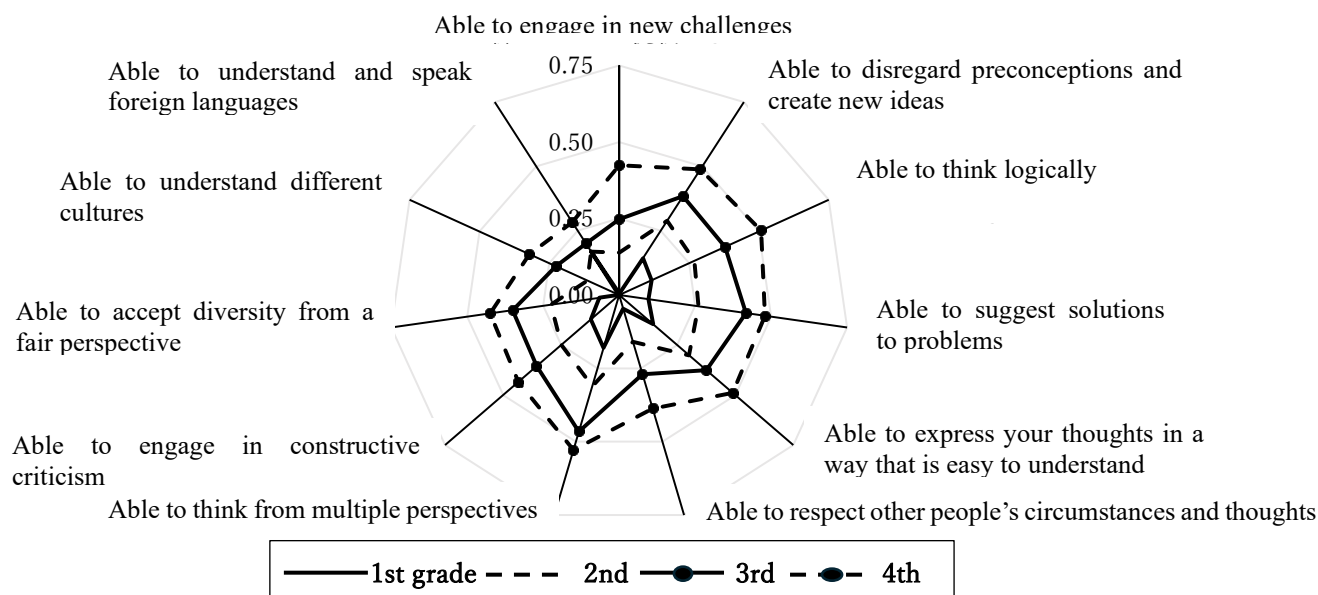 Able to engage in new challenges
Able to understand and speak
foreign languages
0.75
Able to disregard preconceptions and
create new ideas
0.50
Able to think logically
Able to understand different
cultures
0.25
0.00
Able to accept diversity from a
fair perspective
Able to suggest solutions
to problems
Able to engage in constructive
criticism
Able to express your thoughts in a
way that is easy to understand
Able to think from multiple perspectives
Able to respect other people’s circumstances and thoughts
1st grade 2nd 3rd 4th